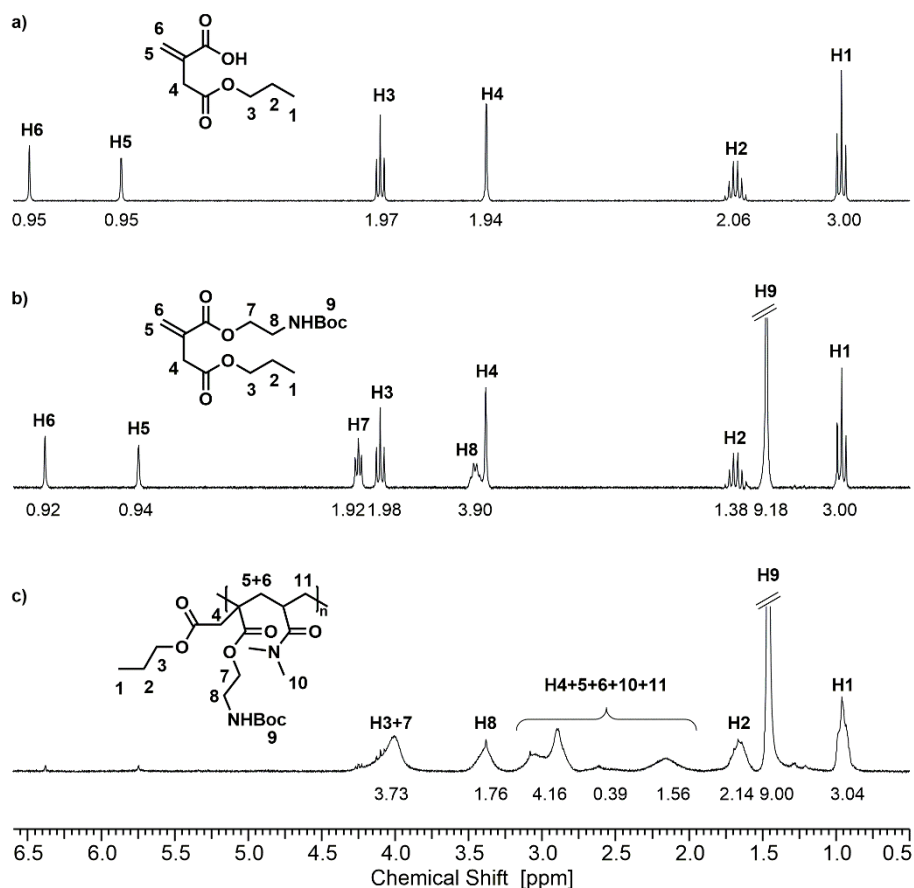 a)
6
5
O
OH
4
O
O
3
2
1
H6
H5
H3
H4
H2
H1
0.95
0.95
1.97
1.94
2.06
3.00
b)
6
5
O
O
7
8
9
NHBoc
4
O
O
3
2
1
H6
H5
H7
H3
H8
H4
H2
H9
H1
0.92
0.94
1.92
1.98
3.90
1.38
9.18
3.00
c)
5+6
11
n
O
4
O
3
O
O
N
O
1
2
7
10
8
NHBoc
9
H3+7
H8
H4+5+6+10+11
H2
H9
H1
3.73
1.76
4.16
0.39
1.56
2.14
9.00
3.04
6.5 6.0 5.5 5.0 4.5 4.0 3.5 3.0 2.5 2.0 1.5 1.0 0.5
Chemical Shift [ppm]